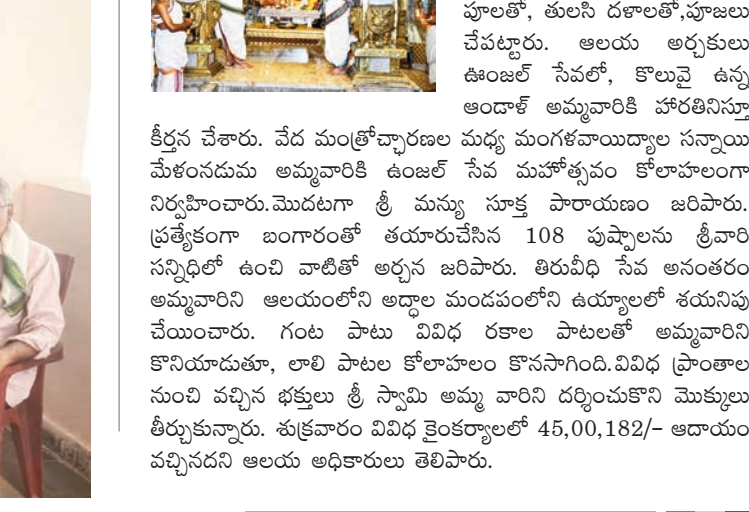 పూలతో, తులసి దళాలతో,పూజలు
చేపట్టారు. ఆలయ అర్చకులు
ఊంజల్ సేవలో, కొలువై ఉన్న
ఆండాళ్ అమ్మవారికి హారతినిస్తూ
కీర్తన చేశారు. వేద మంత్రోచ్ఛారణల మధ్య మంగళవాయిద్యాల సన్నాయి
మేళంనడుమ అమ్మవారికి ఉంజల్ సేవ మహోత్సవం కోలాహలంగా
నిర్వహించారు.మొదటగా శ్రీ మన్యు సూక్త పారాయణం జరిపారు.
ప్రత్యేకంగా బంగారంతో తయారుచేసిన 108 పుష్పాలను శ్రీవారి
సన్నిధిలో ఉంచి వాటితో అర్చన జరిపారు. తిరువీధి సేవ అనంతరం
అమ్మవారిని ఆలయంలోని అద్దాల మండపంలోని ఉయ్యాలలో శయనిపు
చేయించారు. గంట పాటు వివిధ రకాల పాటలతో అమ్మవారిని
కొనియాడుతూ, లాలి పాటల కోలాహలం కొనసాగింది.వివిధ ప్రాంతాల
నుంచి వచ్చిన భక్తులు శ్రీ స్వామి అమ్మ వారిని దర్శించుకొని మొక్కులు
తీర్చుకున్నారు. శుక్రవారం వివిధ కైంకర్యాలలో 45,00,182/- ఆదాయం
వచ్చినదని ఆలయ అధికారులు తెలిపారు.